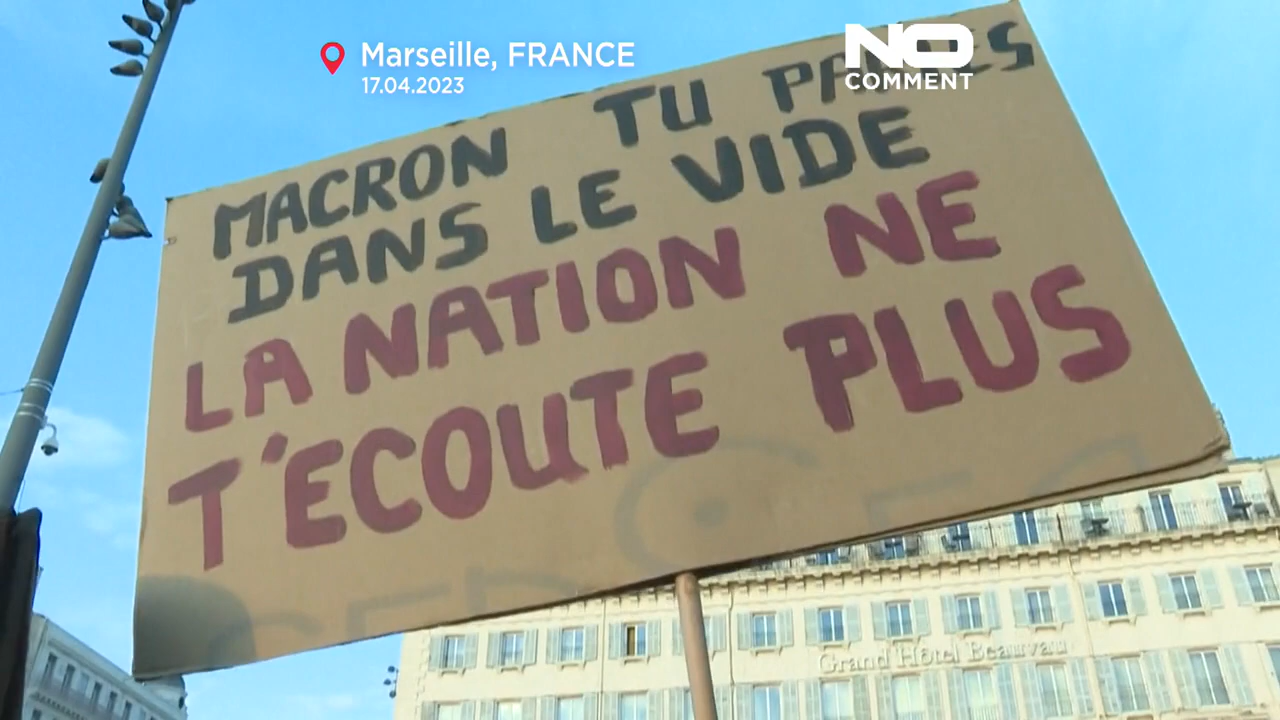 Marseille, FRANCE
17.04.2023
NO
COMMENT
MACRON TU PARLES
DANS LE VIDE
LA NATION NE
T'ECOUTE PLUS
Grand Hôtel Beauvau